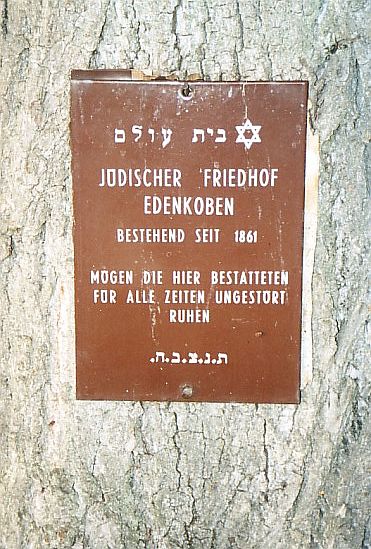 בית עולם
JÜDISCHER FRIEDHOF
EDENKOBEN
BESTEHEND SEIT 1861
MÖGEN DIE HIER BESTATTETEN
FÜR ALLE ZEITEN UNGESTÖRT
RUHEN
ת.נ.צ.ב.ה.